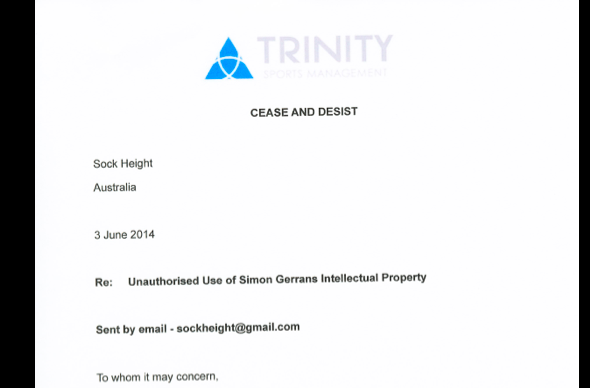 TRINITY
SPORTS MANAGEMENT
CEASE AND DESIST
Sock Height
Australia
3 June 2014
Re: Unauthorised Use of Simon Gerrans Intellectual Property
Sent by email - sockheight@gmail.com
To whom it may concern,